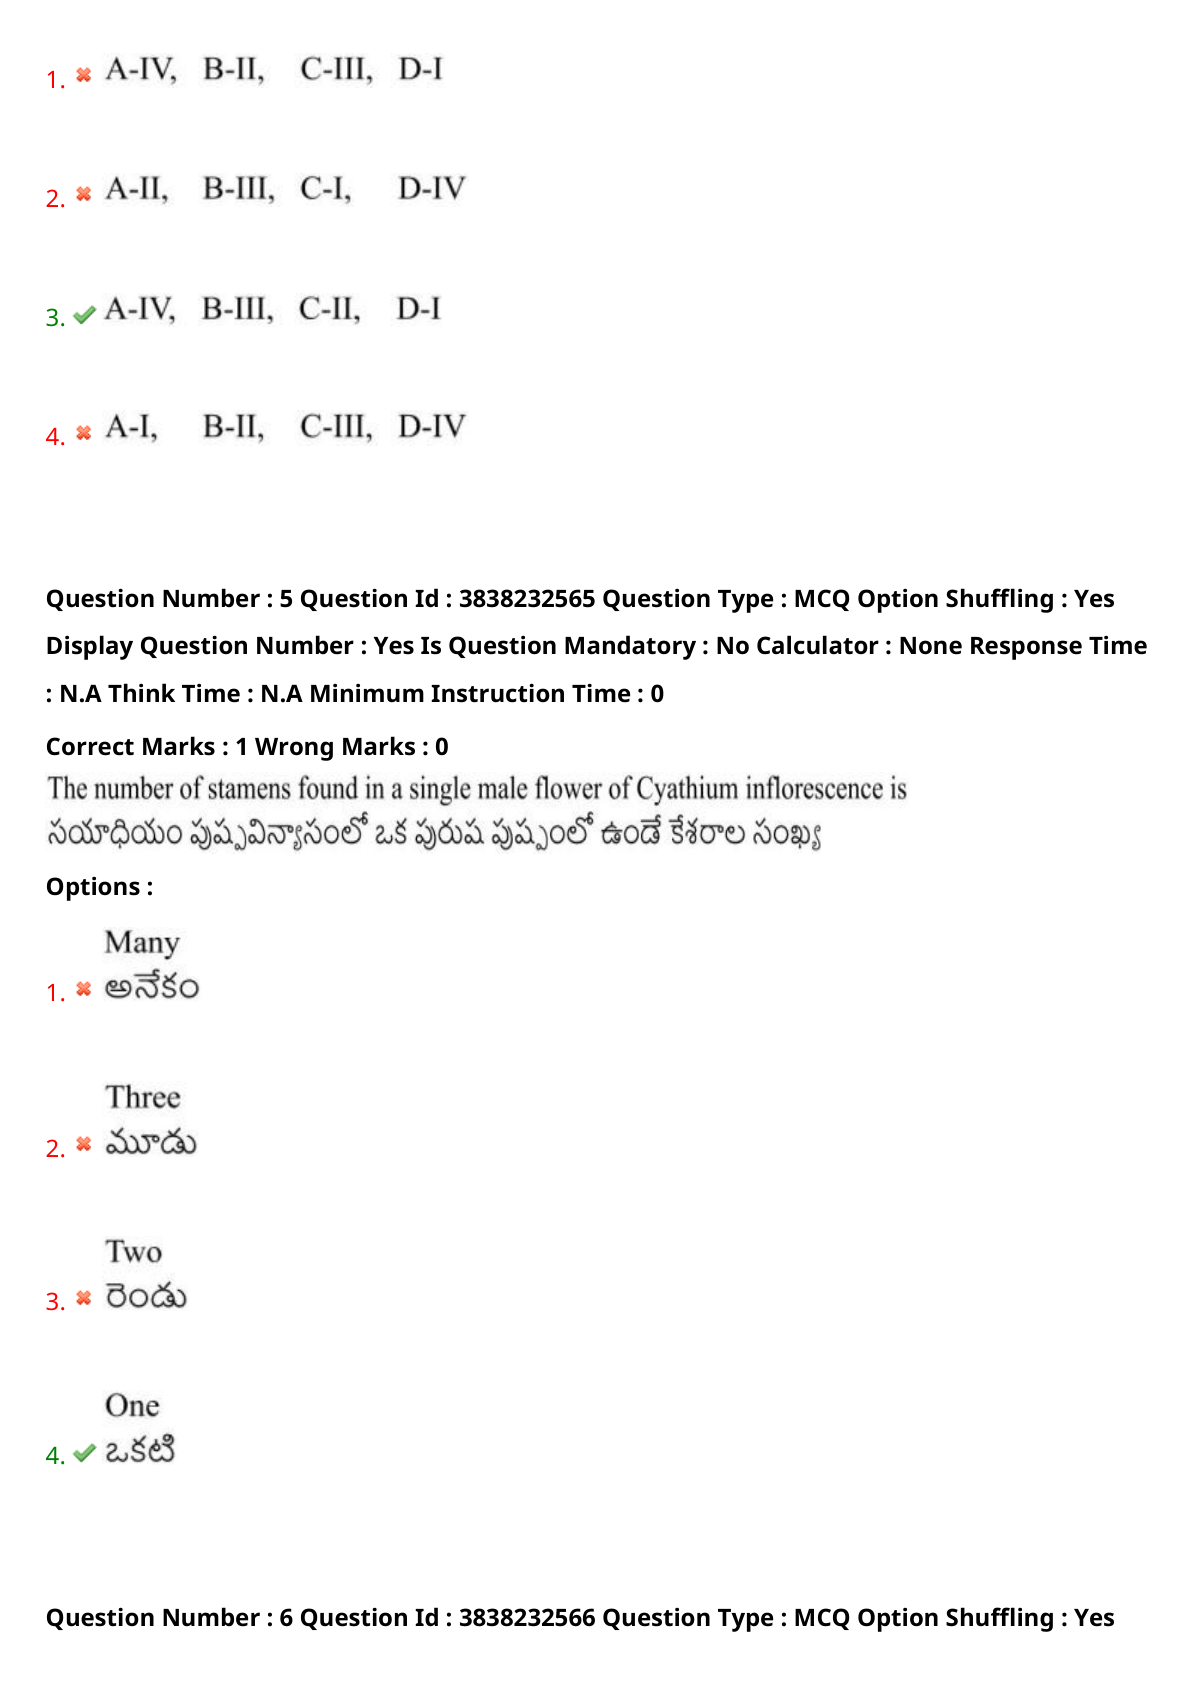 1. A-IV, B-II, C-III, D-I
2. A-II, B-III, C-I, D-IV
3. A-IV, B-III, C-II, D-I
4. A-I, B-II, C-III, D-IV
Question Number : 5 Question Id : 3838232565 Question Type : MCQ Option Shuffling : Yes
Display Question Number : Yes Is Question Mandatory : No Calculator : None Response Time
: N.A Think Time : N.A Minimum Instruction Time : 0
Correct Marks : 1 Wrong Marks : 0
The number of stamens found in a single male flower of Cyathium inflorescence is
సయాధియం పుష్పవిన్యాసంలో ఒక పురుష పుష్పంలో ఉండే కేశరాల సంఖ్య
Options :
Many
1. అనేకం
Three
2. మూడు
Two
3. రెండు
One
4. ఒకటి
Question Number : 6 Question Id : 3838232566 Question Type : MCQ Option Shuffling : Yes